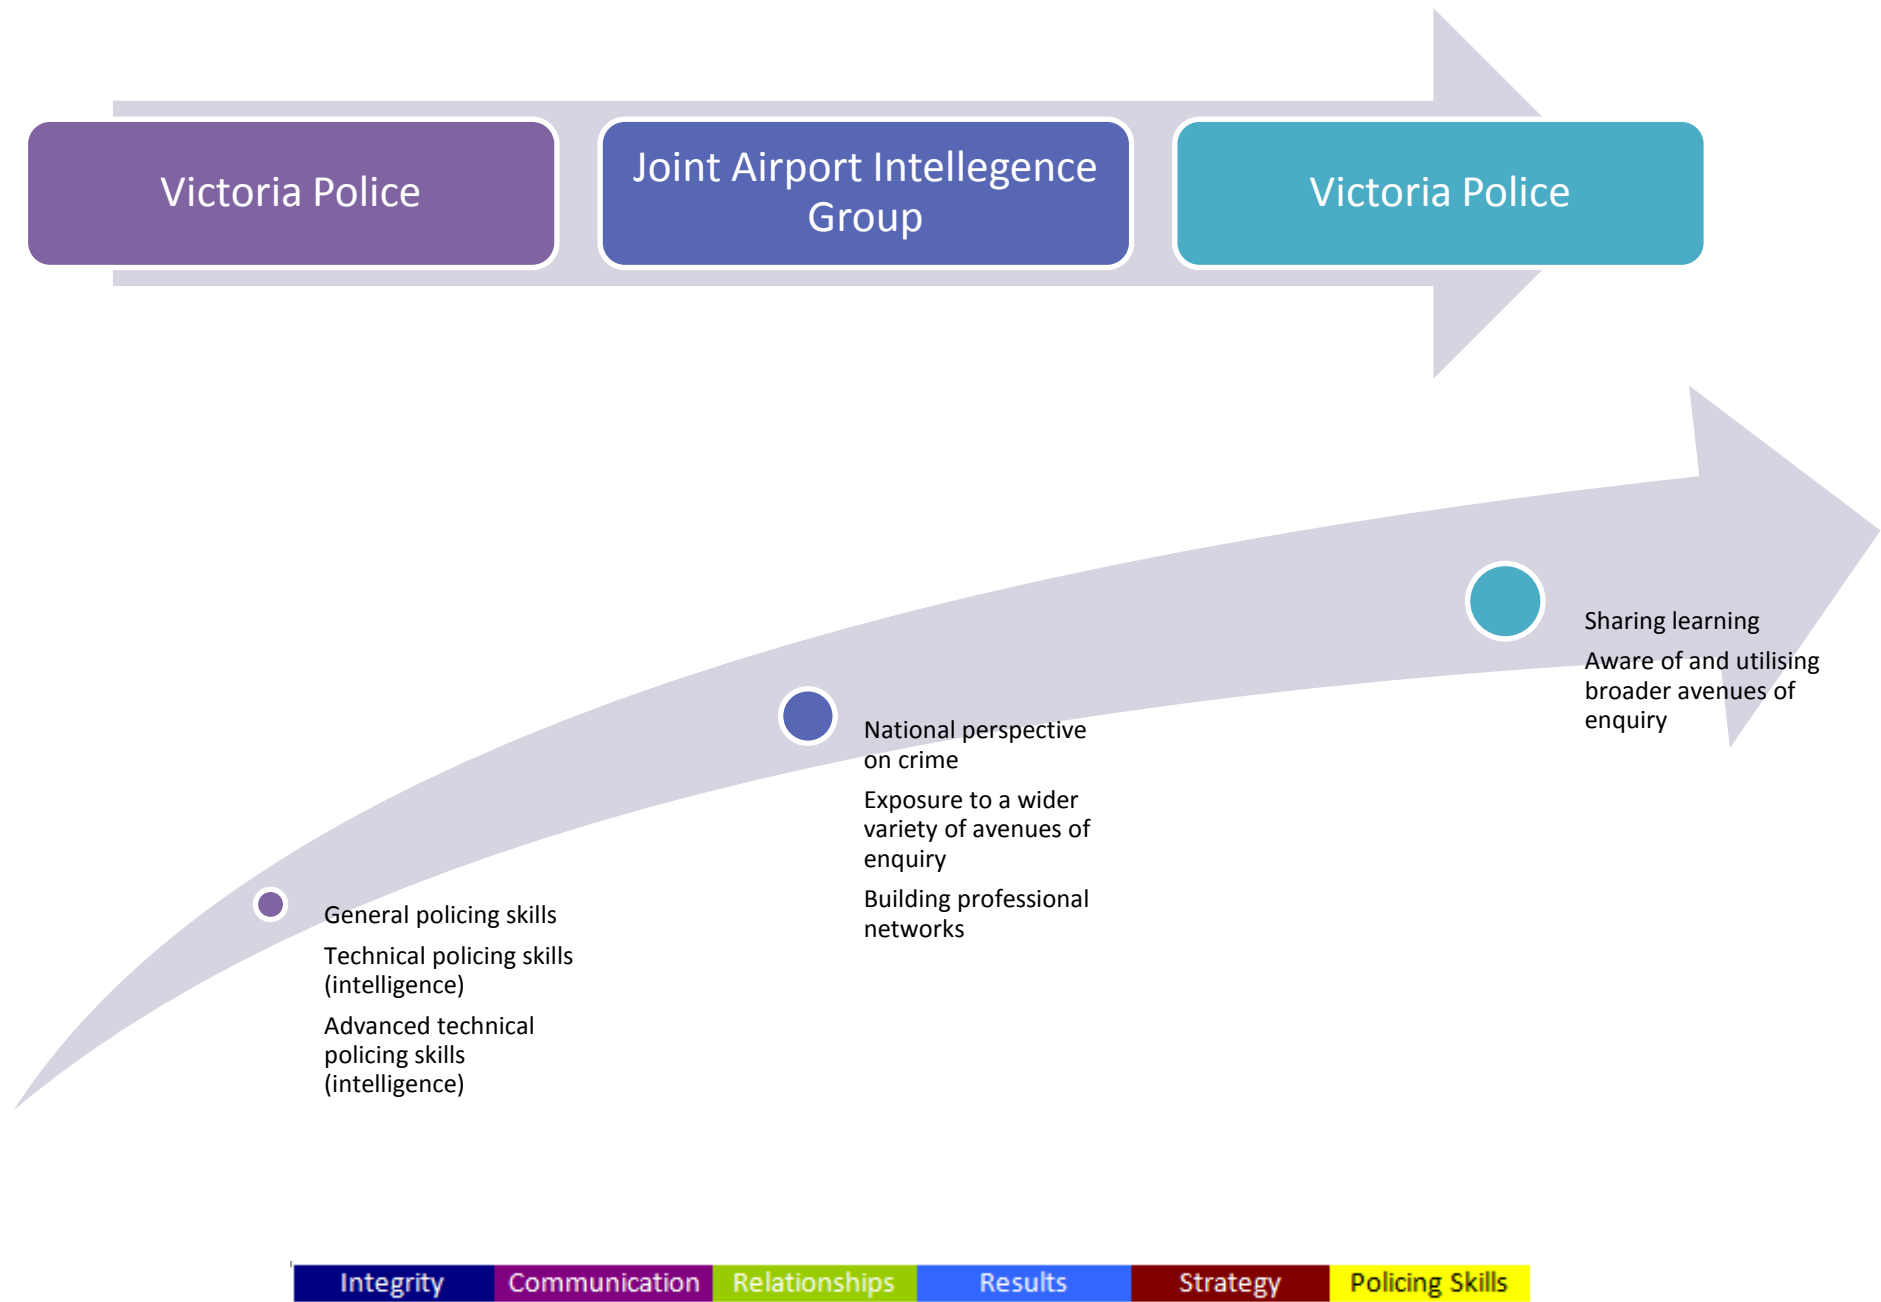 Victoria Police
Joint Airport Intellegence
Group
Victoria Police
Sharing learning
Aware of and utilising
broader avenues of
enquiry
National perspective
on crime
Exposure to a wider
variety of avenues of
enquiry
Building professional
networks
General policing skills
Technical policing skills
(intelligence)
Advanced technical
policing skills
(intelligence)
Integrity Communication Relationships Results Strategy Policing Skills